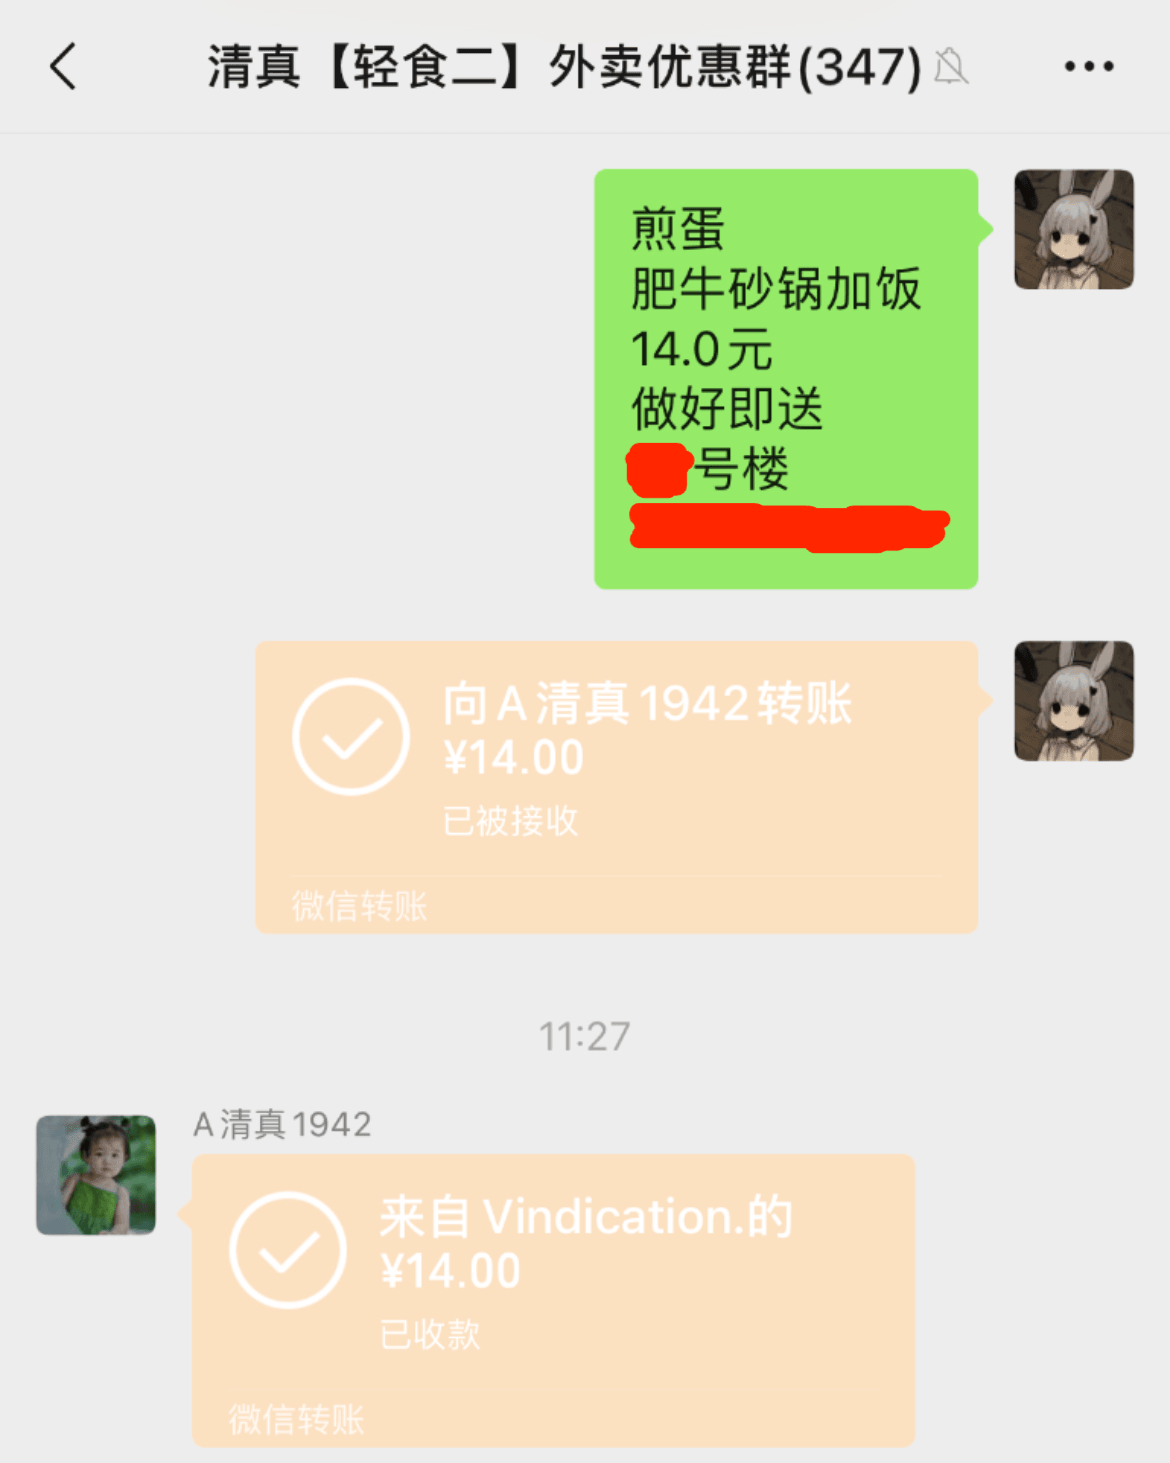 清真【轻食二】外卖优惠群(347)
煎蛋
肥牛砂锅加饭
14.0元
做好即送
号楼
向A清真1942转账
¥14.00
已被接收
微信转账
11:27
A清真1942
来自Vindication.的
¥14.00
已收款
微信转账